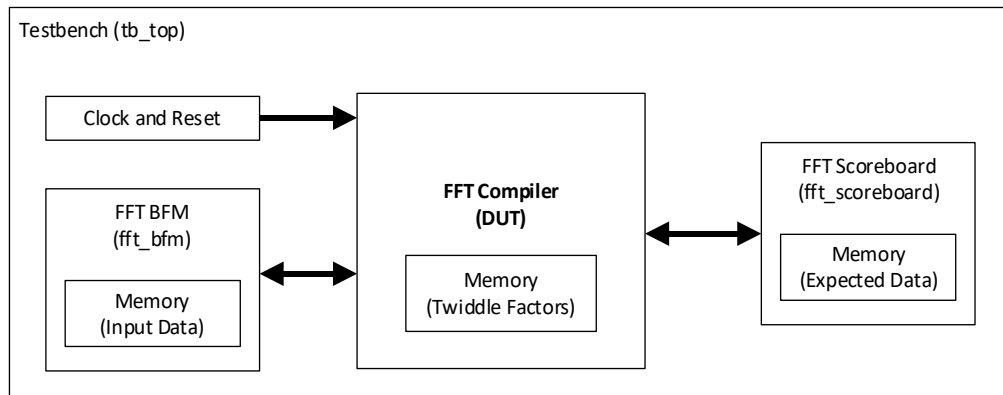 Testbench (tb_top)
Clock and Reset
FFT BFM
(fft_bfm)
Memory
(Input Data)
FFT Compiler
(DUT)
Memory
(Twiddle Factors)
FFT Scoreboard
(fft_scoreboard)
Memory
(Expected Data)